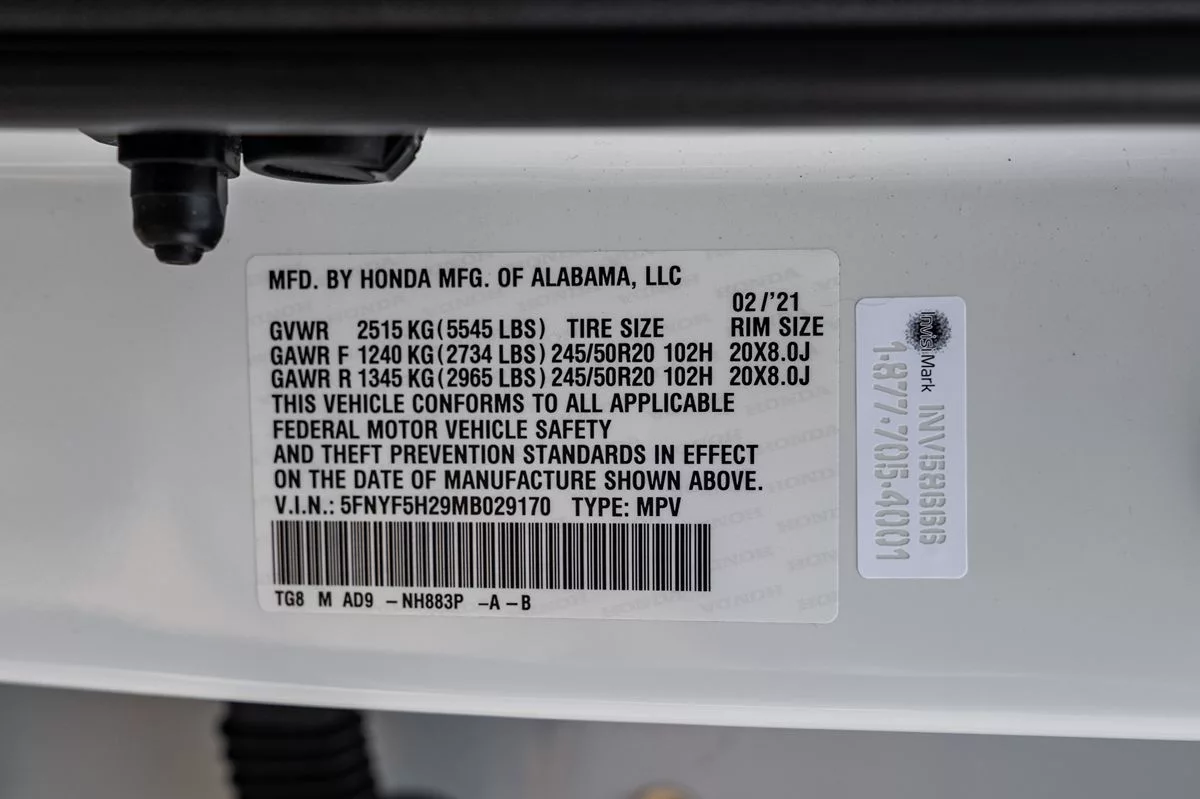 MFD. BY HONDA MFG. OF ALABAMA, LLC
02/'21
GVWR 2515 KG (5545 LBS) TIRE SIZE RIM SIZE
GAWR F 1240 KG (2734 LBS) 245/50R20 102H 20X8.0J
GAWR R 1345 KG (2965 LBS) 245/50R20 102H 20X8.0J
THIS VEHICLE CONFORMS TO ALL APPLICABLE
FEDERAL MOTOR VEHICLE SAFETY
AND THEFT PREVENTION STANDARDS IN EFFECT
ON THE DATE OF MANUFACTURE SHOWN ABOVE.
V.I.N.: 5FNYF5H29MB029170 TYPE: MPV
TG8 M AD9 -NH883P -A -B
InvisiMark
1-877-705-4001